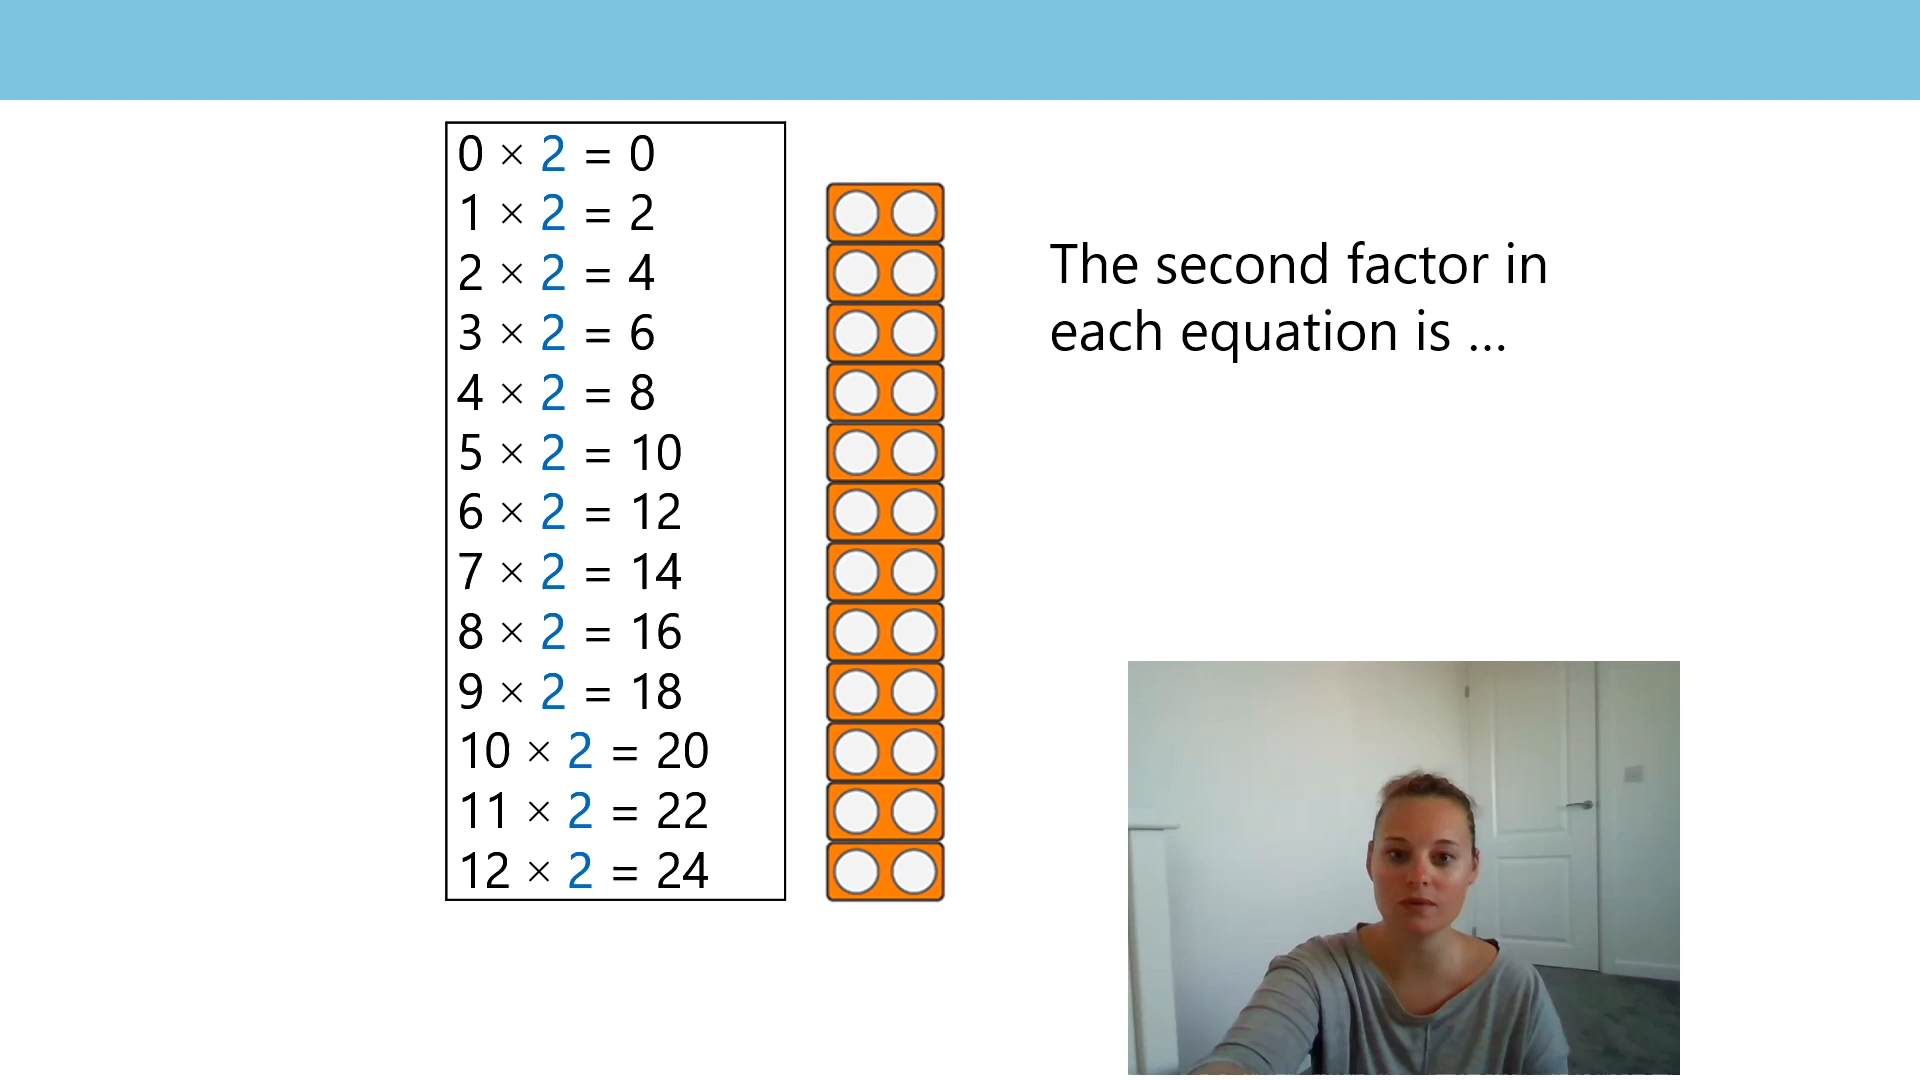 0 × 2 = 0
1 × 2 = 2
2 × 2 = 4
3 × 2 = 6
4 × 2 = 8
5 × 2 = 10
6 × 2 = 12
7 × 2 = 14
8 × 2 = 16
9 × 2 = 18
10 × 2 = 20
11 × 2 = 22
12 × 2 = 24
The second factor in
each equation is ...